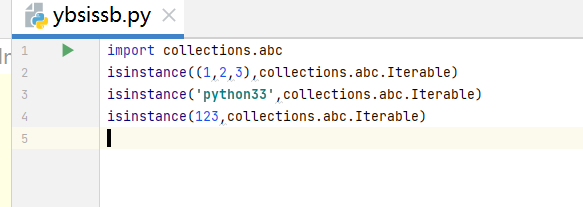 ybsissb.py
1 import collections.abc
2 isinstance((1,2,3),collections.abc.Iterable)
3 isinstance('python33',collections.abc.Iterable)
4 isinstance(123,collections.abc.Iterable)
5